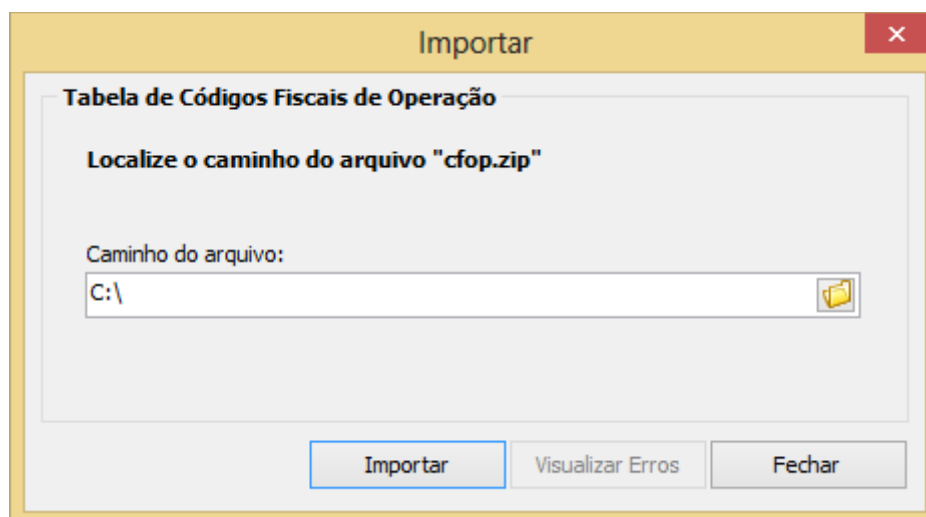 Importar
Tabela de Códigos Fiscais de Operação
Localize o caminho do arquivo "cfop.zip"
Caminho do arquivo:
C:\
Importar
Visualizar Erros
Fechar